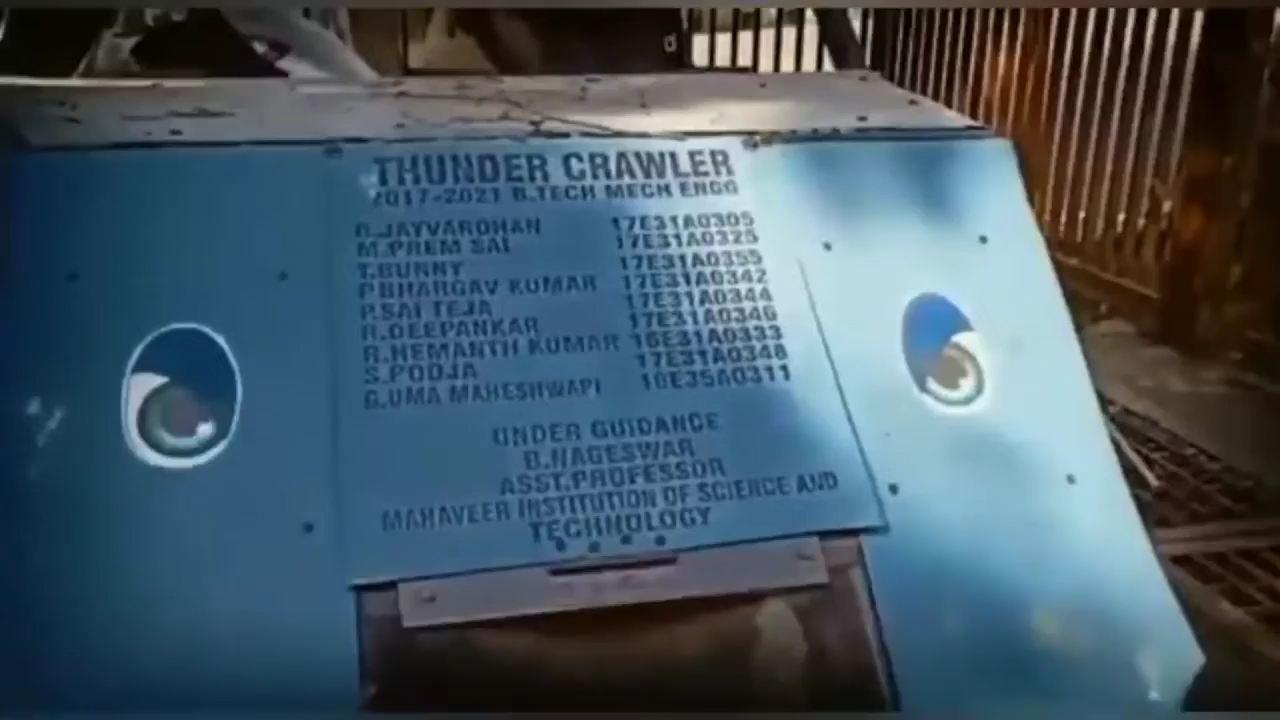 THUNDER CRAWLER
2017-2021 B.TECH MECH ENGG
JAYVARDHAN 17E31A0305
M.PREM SAI 17E31A0325
T.BUNNY 17E31A0355
P.BHARGAV KUMAR 17E31A0342
P.SAI TEJA 17E31A0344
R.DEEPANKAR 17E31A0346
R.HEMANTH KUMAR 16E31A0333
S.POOJA 17E31A0348
G.UMA MAHESHWARI 18E35A0311
UNDER GUIDANCE
B.NAGESWAR
ASST.PROFESSOR
MAHAVEER INSTITUTION OF SCIENCE AND
TECHNOLOGY